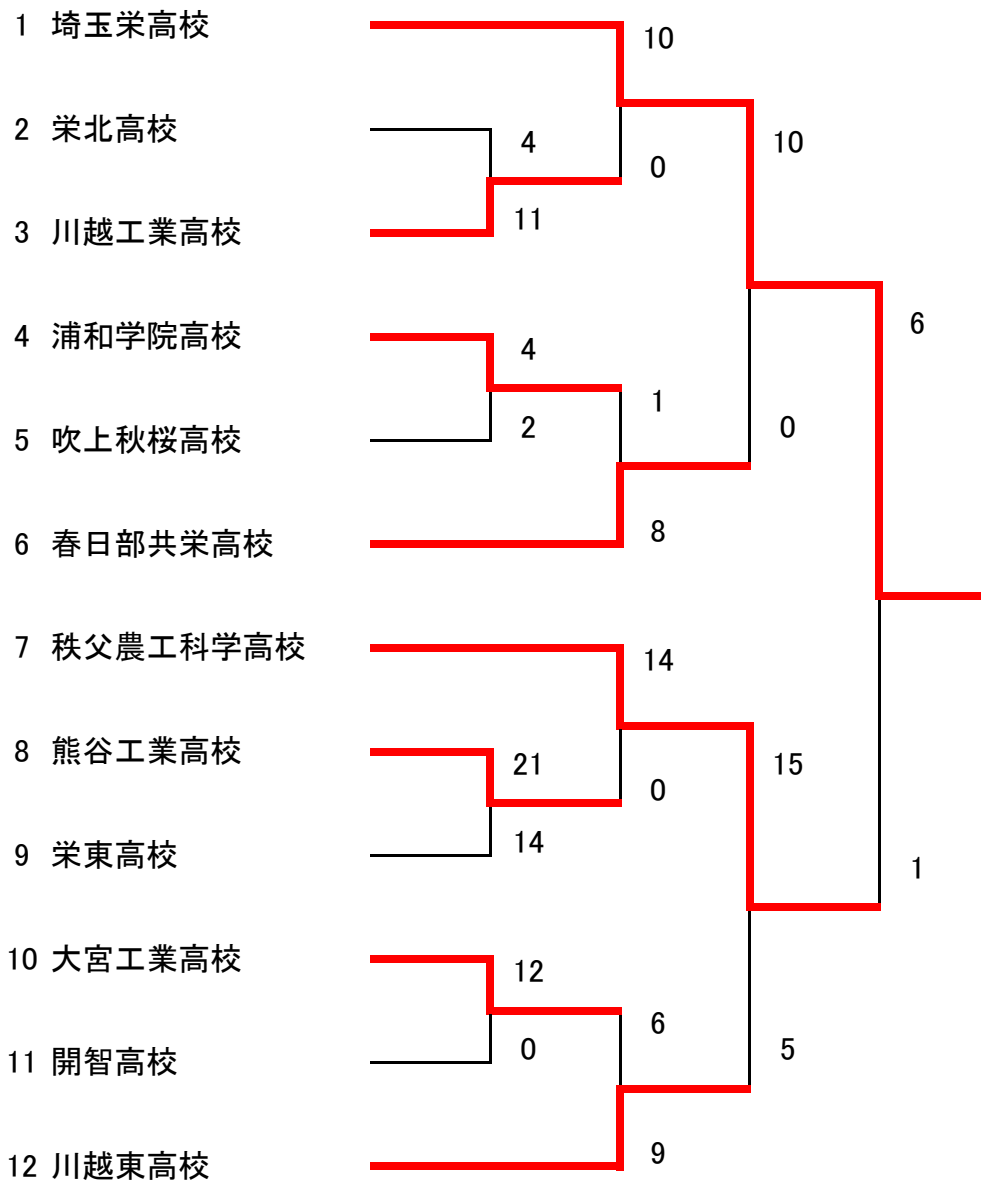 1 埼玉栄高校
10
2 栄北高校
4
10
0
3 川越工業高校
11
4 浦和学院高校
4
6
1
5 吹上秋桜高校
2
0
6 春日部共栄高校
8
7 秩父農工科学高校
14
8 熊谷工業高校
21
15
0
9 栄東高校
14
1
10 大宮工業高校
12
6
11 開智高校
0
5
12 川越東高校
9